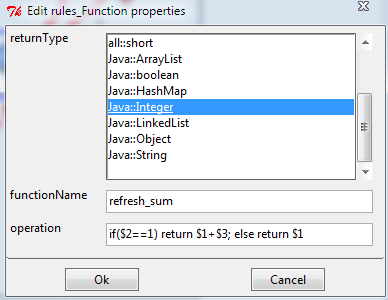 Edit rules_Function properties
returnType
all::short
Java::ArrayList
Java::boolean
Java::HashMap
Java::Integer
Java::LinkedList
Java::Object
Java::String
functionName
refresh_sum
operation
if($2==1) return $1+$3; else return $1
Ok
Cancel